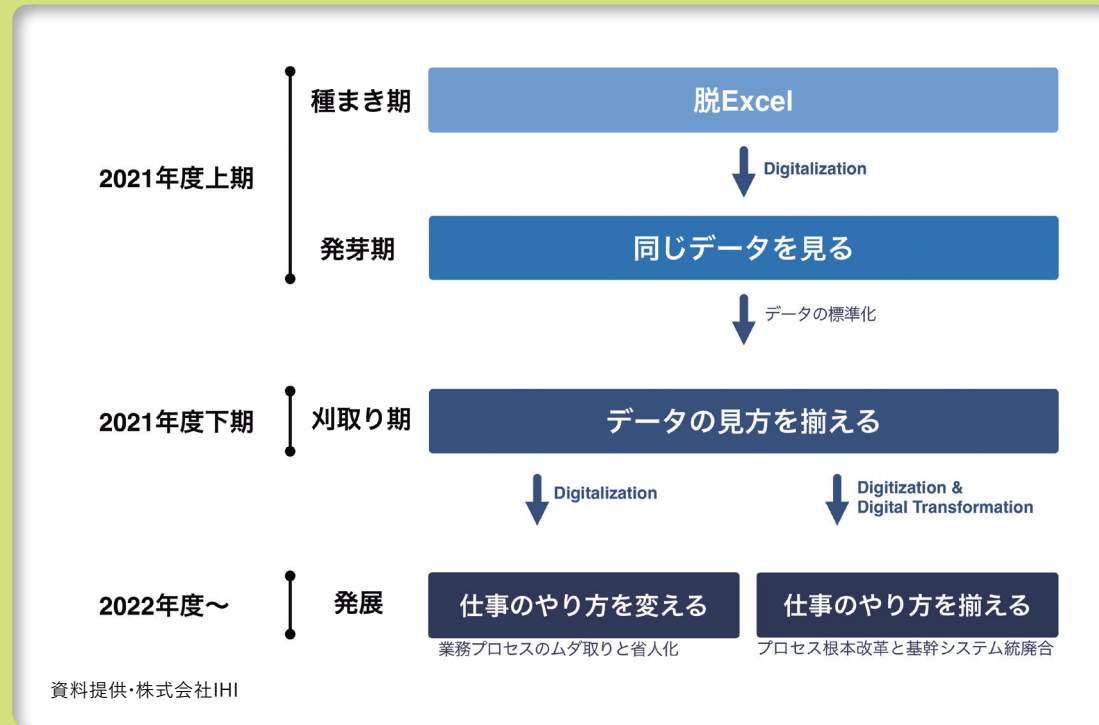 種まき期
脱Excel
2021年度上期
Digitalization
発芽期
同じデータを見る
データの標準化
2021年度下期
刈取り期
データの見方を揃える
Digitalization
Digitization &
Digital Transformation
2022年度〜
発展
仕事のやり方を変える
業務プロセスのムダ取りと省人化
仕事のやり方を揃える
プロセス根本改革と基幹システム統廃合
資料提供・株式会社IHI